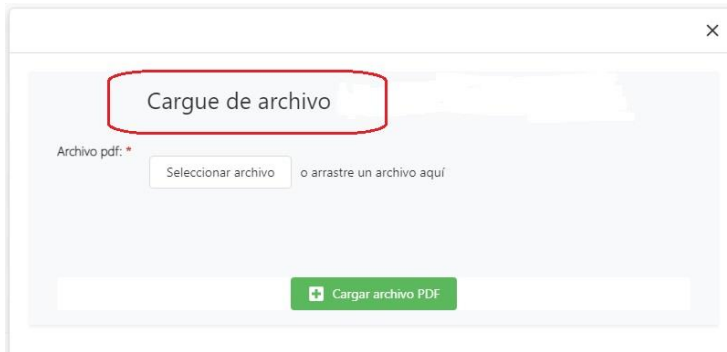 Cargue de archivo
Archivo pdf: *
Seleccionar archivo o arrastre un archivo aquí
Cargar archivo PDF